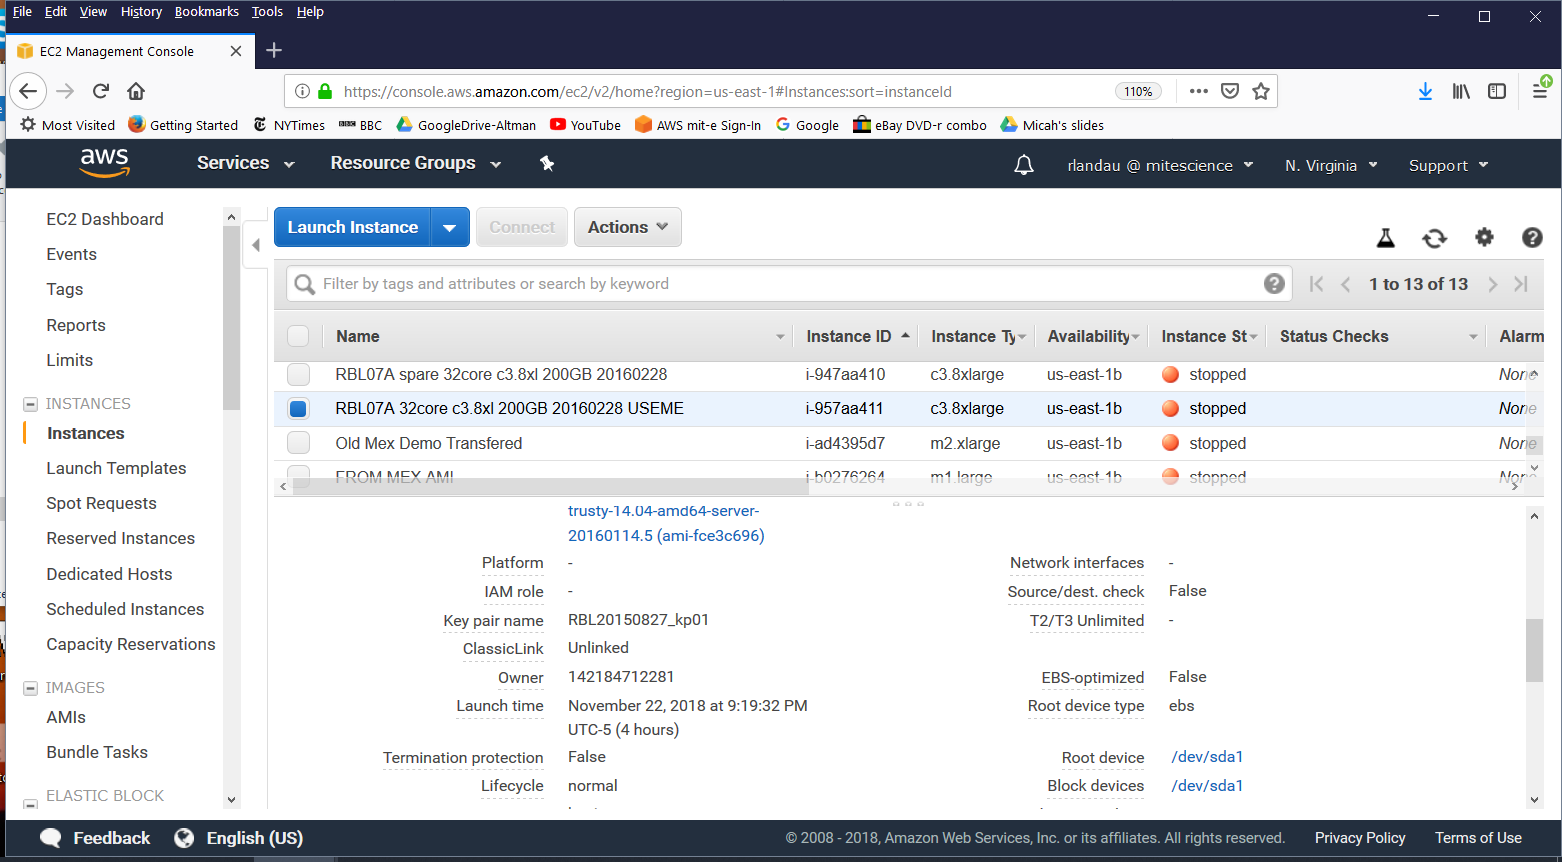 File Edit View History Bookmarks Tools Help
EC2 Management Console
https://console.aws.amazon.com/ec2/v2/home?region=us-east-1#Instances:sort=instanceId 110%
Most Visited Getting Started NYTimes BBC GoogleDrive-Altman YouTube AWS mit-e Sign-In Google eBay DVD-r combo Micah's slides
aws Services Resource Groups rlandau @ mitescience N. Virginia Support
EC2 Dashboard
Events
Tags
Reports
Limits
INSTANCES
Instances
Launch Templates
Spot Requests
Reserved Instances
Dedicated Hosts
Scheduled Instances
Capacity Reservations
IMAGES
AMIs
Bundle Tasks
ELASTIC BLOCK
Launch Instance Connect Actions
Filter by tags and attributes or search by keyword 1 to 13 of 13
Name Instance ID Instance Ty Availability Instance St Status Checks Alarm
RBL07A spare 32core c3.8xl 200GB 20160228 i-947aa410 c3.8xlarge us-east-1b stopped None
RBL07A 32core c3.8xl 200GB 20160228 USEME i-957aa411 c3.8xlarge us-east-1b stopped None
Old Mex Demo Transfered i-ad4395d7 m2.xlarge us-east-1b stopped None
FROM MEX AMI i-b0276264 m1.large us-east-1b stopped None
trusty-14.04-amd64-server-
20160114.5 (ami-fce3c696)
Platform - Network interfaces -
IAM role - Source/dest. check False
Key pair name RBL20150827_kp01 T2/T3 Unlimited -
ClassicLink Unlinked
Owner 142184712281 EBS-optimized False
Launch time November 22, 2018 at 9:19:32 PM Root device type ebs
UTC-5 (4 hours)
Termination protection False Root device /dev/sda1
Lifecycle normal Block devices /dev/sda1
Feedback English (US) © 2008 - 2018, Amazon Web Services, Inc. or its affiliates. All rights reserved. Privacy Policy Terms of Use